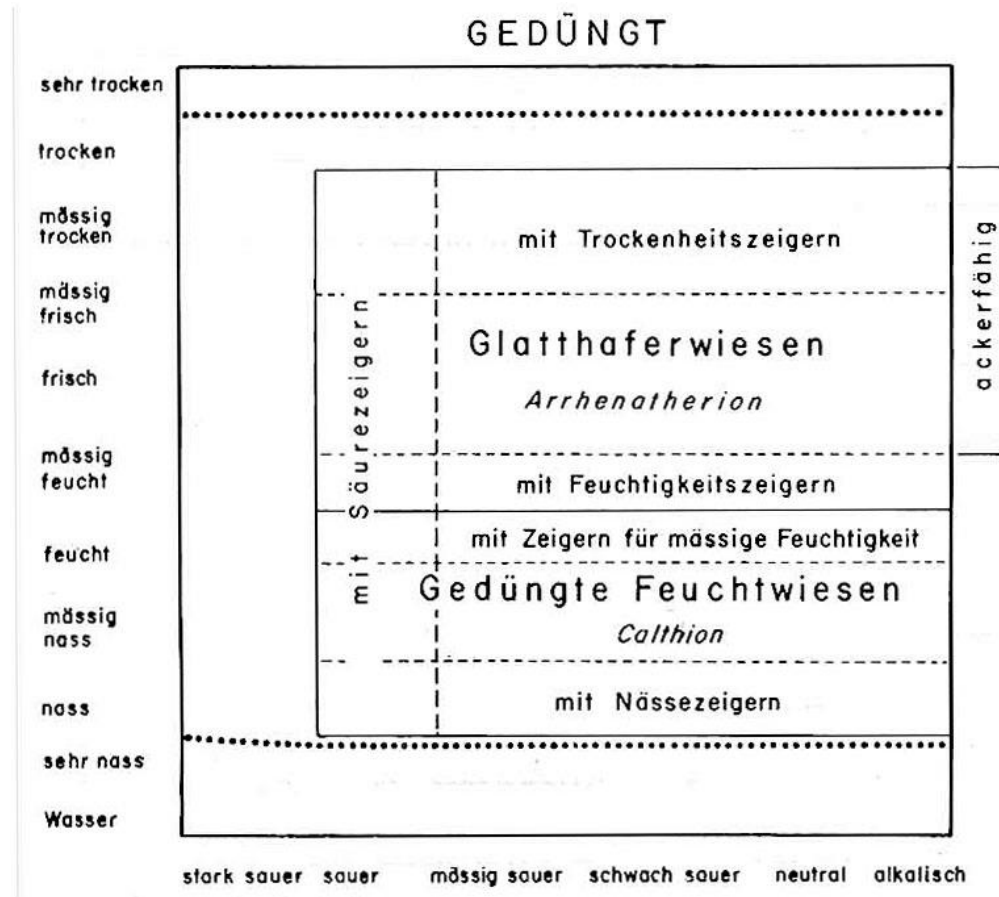 GEDÜNGT
sehr trocken
trocken
mässig
trocken
mässig
frisch
frisch
mässig
feucht
feucht
mässig
nass
nass
sehr nass
Wasser
mit Trockenheitszeigern
Glatthaferwiesen
Arrhenatherion
mit Feuchtigkeitszeigern
mit Zeigern für mässige Feuchtigkeit
Gedüngte Feuchtwiesen
Calthion
mit Nässezeigern
mit Säurezeigern
ackerfähig
stark sauer sauer mässig sauer schwach sauer neutral alkalisch